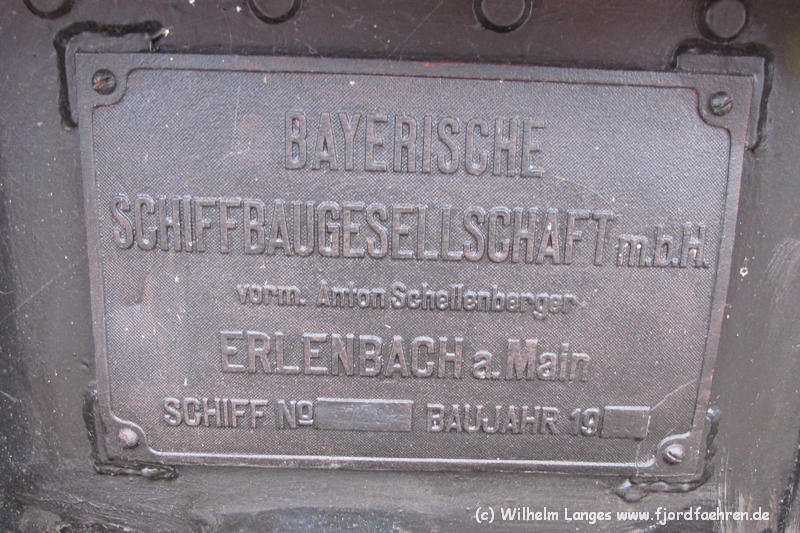 BAYERISCHE
SCHIFFBAUGESELLSCHAFT m.b.H.
vorm. Anton Schellenberger
ERLENBACH a. Main
SCHIFF No BAUJAHR 19
(c) Wilhelm Langes www.fjordfaehren.de